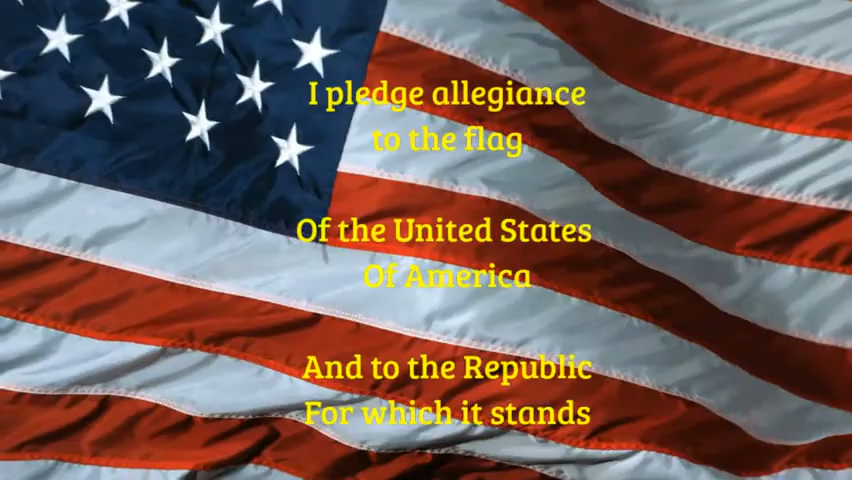 I pledge allegiance
to the flag
Of the United States
Of America
And to the Republic
For which it stands